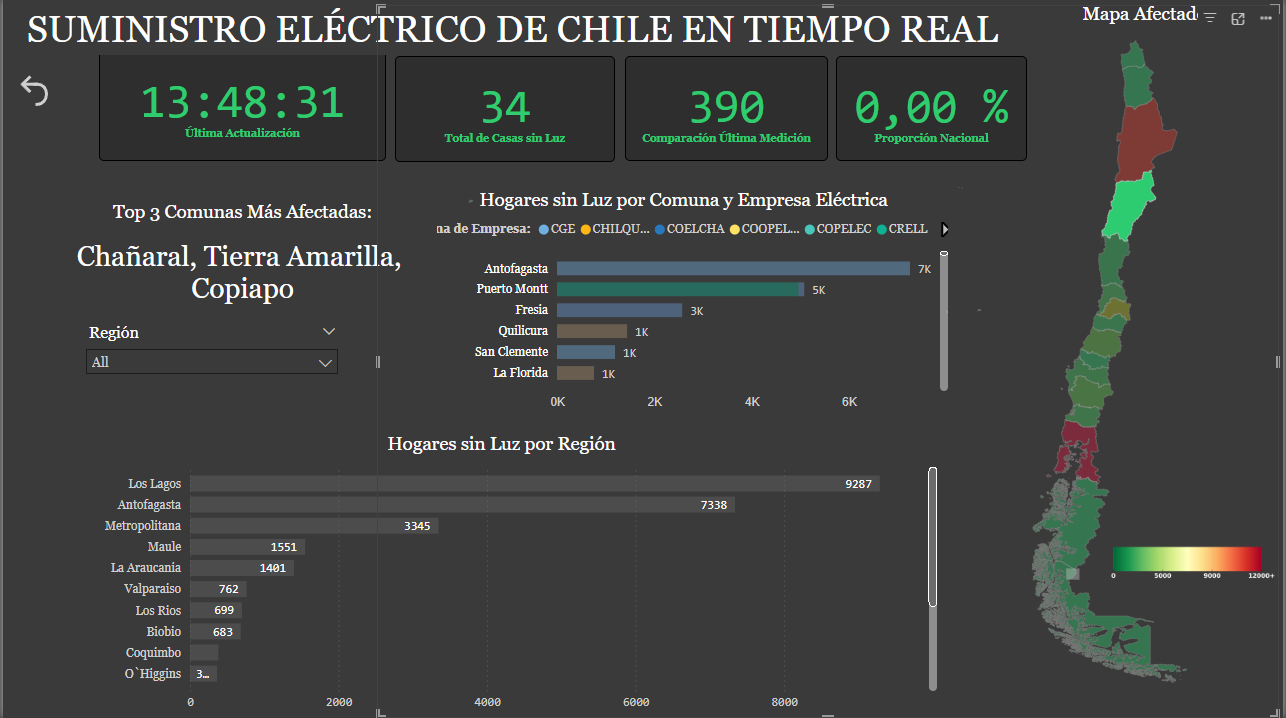 SUMINISTRO ELÉCTRICO DE CHILE EN TIEMPO REAL
Mapa Afectad
13:48:31
Última Actualización
34
Total de Casas sin Luz
390
Comparación Última Medición
0,00 %
Proporción Nacional
Top 3 Comunas Más Afectadas:
Chañaral, Tierra Amarilla,
Copiapo
Región
All
Hogares sin Luz por Comuna y Empresa Eléctrica
na de Empresa: CGE CHILQU... COELCHA COOPEL... COPELEC CRELL
Antofagasta 7K
Puerto Montt 5K
Fresia 3K
Quilicura 1K
San Clemente 1K
La Florida 1K
0K 2K 4K 6K
Hogares sin Luz por Región
Los Lagos 9287
Antofagasta 7338
Metropolitana 3345
Maule 1551
La Araucania 1401
Valparaiso 762
Los Rios 699
Biobio 683
Coquimbo
O`Higgins 3...
0 2000 4000 6000 8000
0 5000 9000 12000+